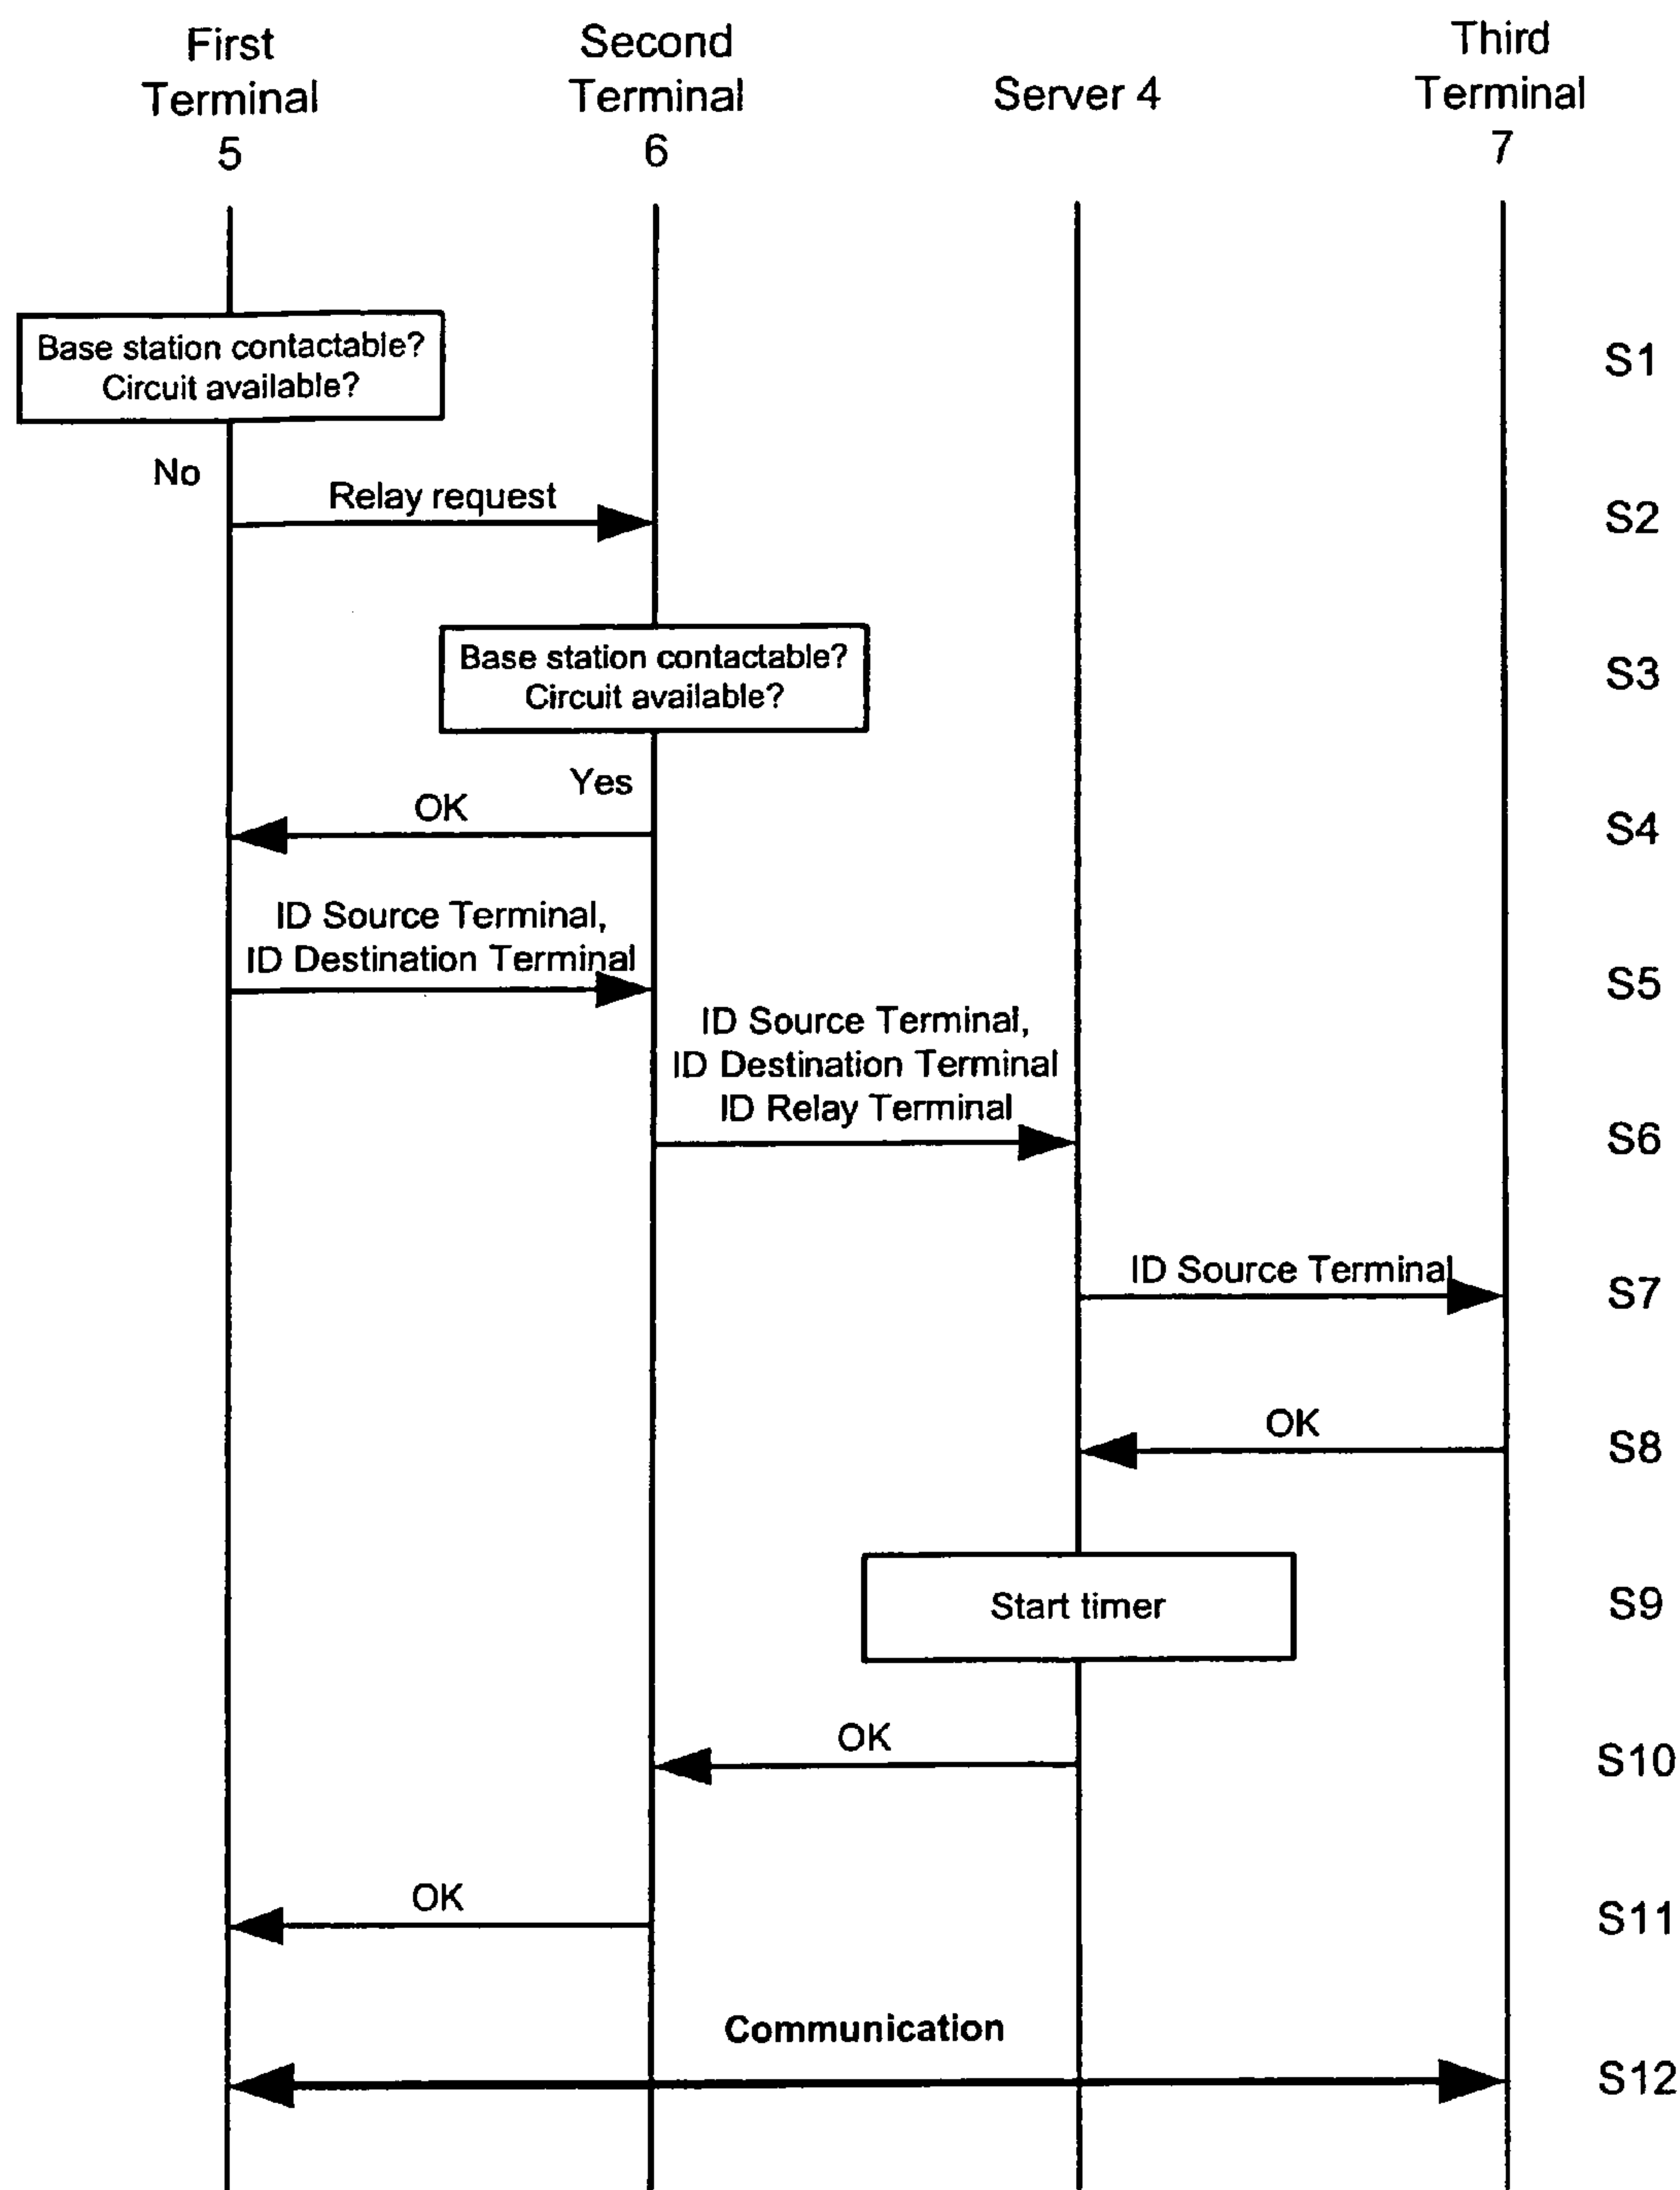 First
Terminal
5
Second
Terminal
6
Server 4
Third
Terminal
7
Base station contactable?
Circuit available?
S1
No
Relay request
S2
Base station contactable?
Circuit available?
S3
Yes
OK
S4
ID Source Terminal,
ID Destination Terminal
S5
ID Source Terminal,
ID Destination Terminal
ID Relay Terminal
S6
ID Source Terminal
S7
OK
S8
Start timer
S9
OK
S10
OK
S11
Communication
S12